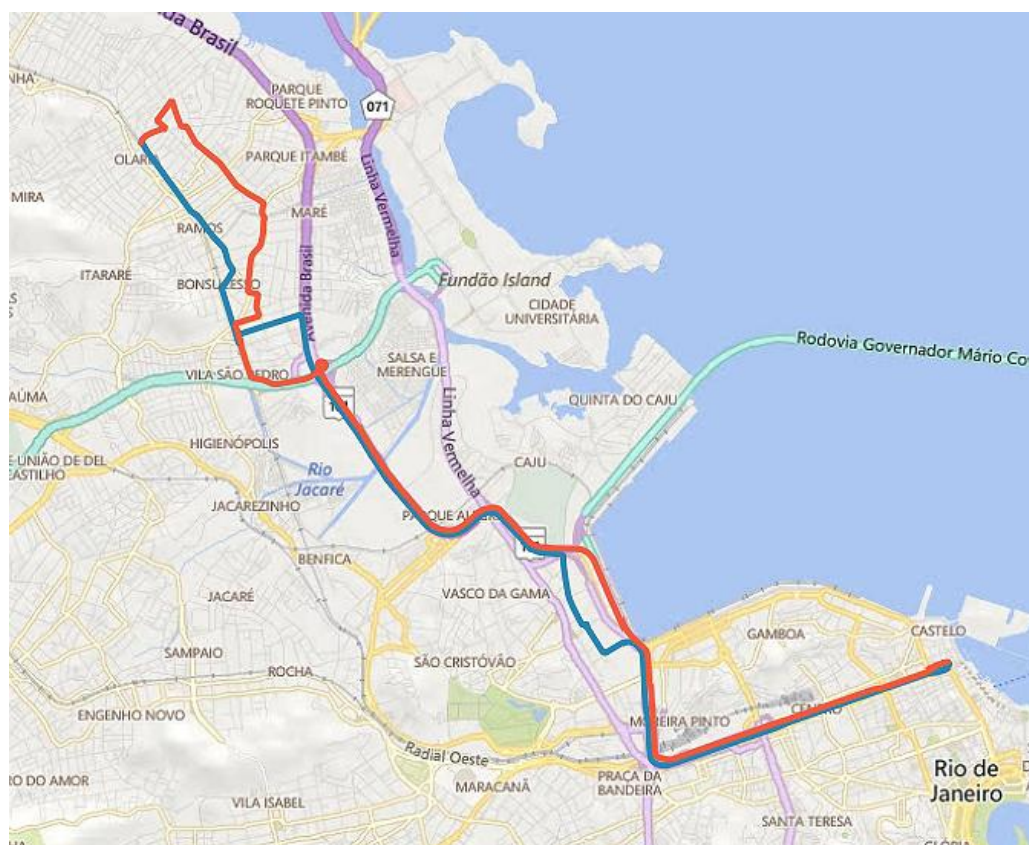 da Brasil
NHA
PARQUE
ROQUETE PINTO
071
OLARIA
PARQUE ITAMBÉ
MIRA
MARÉ
Linha Vermelha
RAMOS
ITARARÉ
BONSUCESSO
Avenida Brasil
Fundão Island
CIDADE
UNIVERSITÁRIA
Rodovia Governador Mário Co
SALSA E
MERENGUE
VILA SÃO PEDRO
AÚMA
QUINTA DO CAJU
Linha Vermelha
HIGIENÓPOLIS
E UNIÃO DE DEL
CASTILHO
Rio
Jacaré
CAJU
JACAREZINHO
BENFICA
VASCO DA GAMA
JACARÉ
GAMBOA
CASTELO
SAMPAIO
SÃO CRISTÓVÃO
ROCHA
ENGENHO NOVO
MOREIRA PINTO
CENTRO
Radial Oeste
RO DO AMOR
MARACANÃ
PRAÇA DA
BANDEIRA
Rio de
Janeiro
VILA ISABEL
SANTA TERESA
GLÓRIA